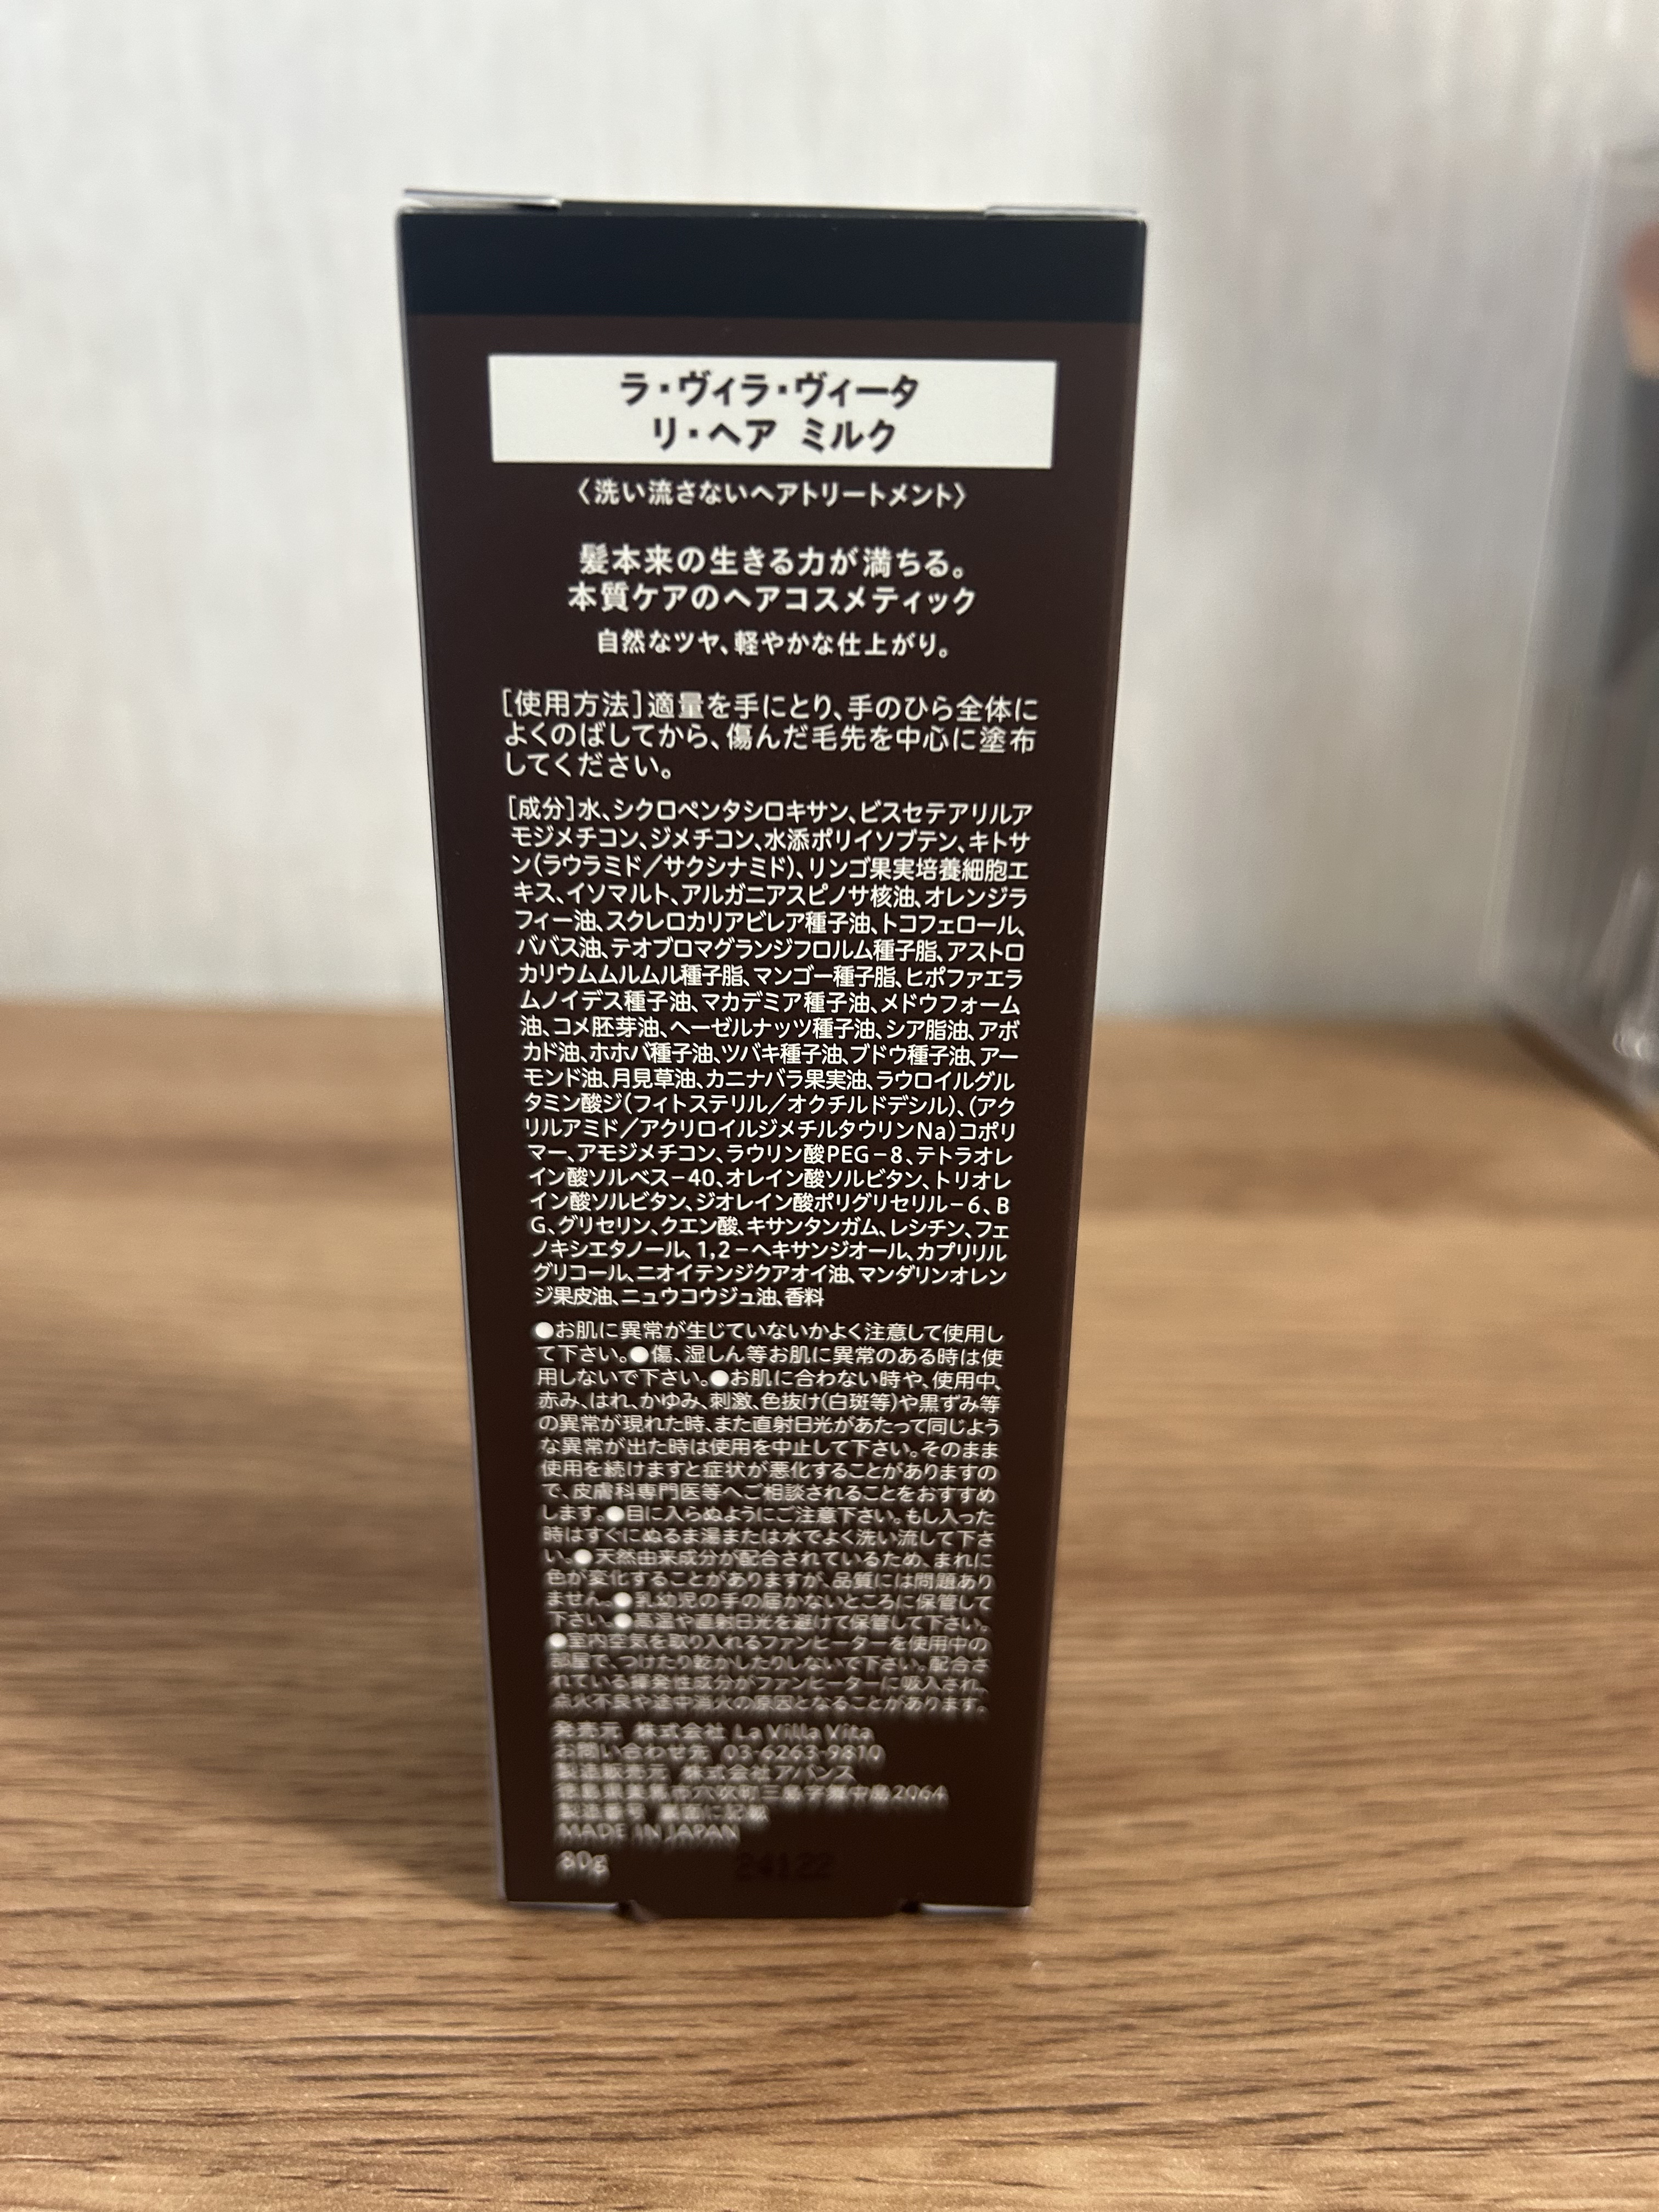 ラ・ヴィラ・ヴィータ
リ・ヘア ミルク
〈洗い流さないヘアトリートメント〉
髪本来の生きる力が満ちる。
本質ケアのヘアコスメティック
自然なツヤ、軽やかな仕上がり。
[使用方法]適量を手にとり、手のひら全体に
よくのばしてから、傷んだ毛先を中心に塗布
してください。
[成分]水、シクロペンタシロキサン、ビスセテアリルア
モジメチコン、ジメチコン、水添ポリイソブテン、キトサ
ン(ラウラミド/サクシナミド)、リンゴ果実培養細胞エ
キス、イソマルト、アルガニアスピノサ核油、オレンジラ
フィー油、スクレロカリアビレア種子油、トコフェロール、
ババス油、テオブロマグランジフロルム種子脂、アストロ
カリウムムルムル種子脂、マンゴー種子脂、ヒポファエラ
ムノイデス種子油、マカデミア種子油、メドウフォーム
油、コメ胚芽油、ヘーゼルナッツ種子油、シア脂油、アボ
カド油、ホホバ種子油、ツバキ種子油、ブドウ種子油、アー
モンド油、月見草油、カニナバラ果実油、ラウロイルグル
タミン酸ジ(フィトステリル/オクチルドデシル)、(アク
リルアミド/アクリロイルジメチルタウリンNa)コポリ
マー、アモジメチコン、ラウリン酸PEG-8、テトラオレ
イン酸ソルベス-40、オレイン酸ソルビタン、トリオレ
イン酸ソルビタン、ジオレイン酸ポリグリセリル-6、B
G、グリセリン、クエン酸、キサンタンガム、レシチン、フェ
ノキシエタノール、1,2-ヘキサンジオール、カプリリル
グリコール、ニオイテンジクアオイ油、マンダリンオレン
ジ果皮油、ニュウコウジュ油、香料
●お肌に異常が生じていないかよく注意して使用し
て下さい。●傷、湿しん等お肌に異常のある時は使
用しないで下さい。●お肌に合わない時や、使用中、
赤み、はれ、かゆみ、刺激、色抜け(白斑等)や黒ずみ等
の異常が現れた時、また直射日光があたって同じよう
な異常が出た時は使用を中止して下さい。そのまま
使用を続けますと症状が悪化することがありますの
で、皮膚科専門医等へご相談されることをおすすめ
します。●目に入らぬようにご注意下さい。もし入った
時はすぐにぬるま湯または水でよく洗い流して下さ
い。●天然由来成分が配合されているため、まれに
色が変化することがありますが、品質には問題あり
ません。●乳幼児の手の届かないところに保管して
下さい。●高温や直射日光を避けて保管して下さい。
●室内空気を取り入れるファンヒーターを使用中の
部屋で、つけたり乾かしたりしないで下さい。配合さ
れている揮発性成分がファンヒーターに吸入され、
点火不良や途中消火の原因となることがあります。
発売元 株式会社 La Villa Vita
お問い合わせ先 03-6263-9810
製造販売元 株式会社アバンス
徳島県美馬市穴吹町三島字舞中島2064
製造番号 裏面に記載
MADE IN JAPAN
80g
24122